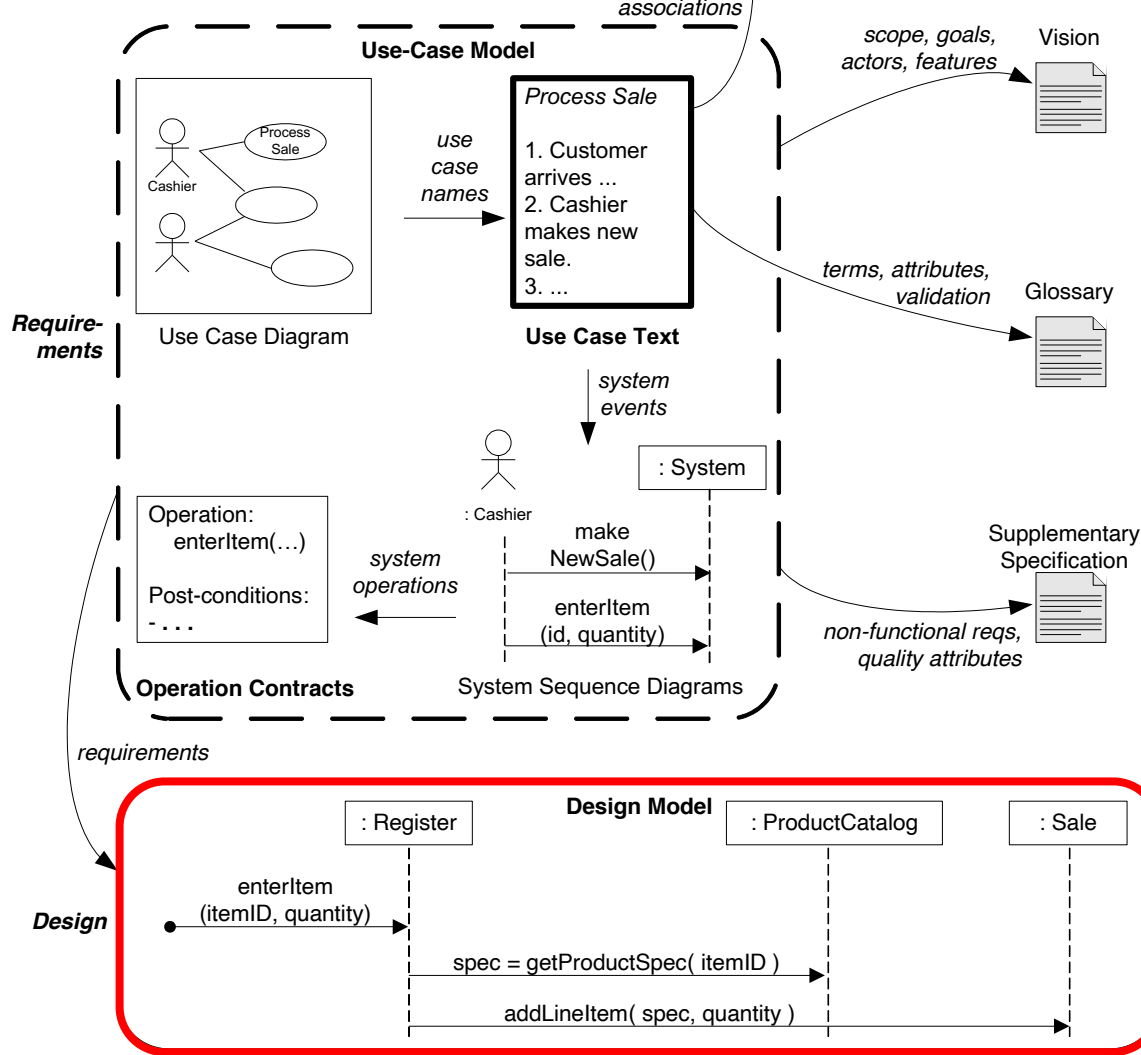 associations
Use-Case Model
scope, goals,
actors, features
Vision
Process
Sale
Cashier
use
case
names
Process Sale
1. Customer
arrives ...
2. Cashier
makes new
sale.
3. ...
terms, attributes,
validation
Glossary
Require-
ments
Use Case Diagram
Use Case Text
system
events
: Cashier
: System
Operation:
enterItem(…)
Post-conditions:
- . . .
system
operations
make
NewSale()
enterItem
(id, quantity)
Supplementary
Specification
non-functional reqs,
quality attributes
Operation Contracts
System Sequence Diagrams
requirements
Design Model
: Register
: ProductCatalog
: Sale
Design
enterItem
(itemID, quantity)
spec = getProductSpec( itemID )
addLineItem( spec, quantity )